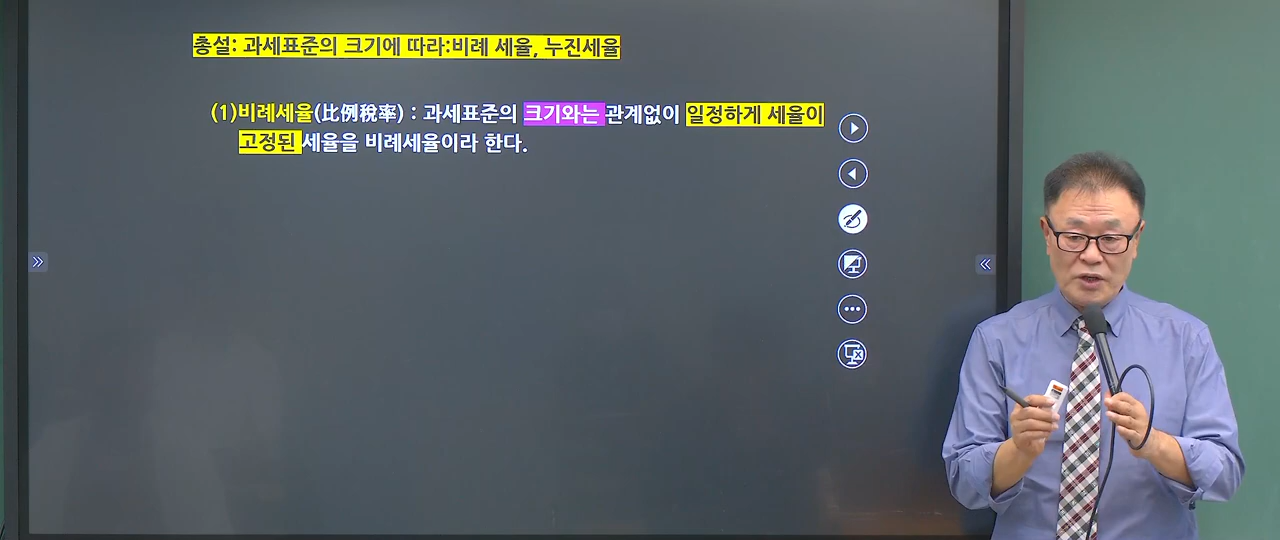 총설: 과세표준의 크기에 따라:비례 세율, 누진세율
(1)비례세율(比例稅率) : 과세표준의 크기와는 관계없이 일정하게 세율이
고정된 세율을 비례세율이라 한다.